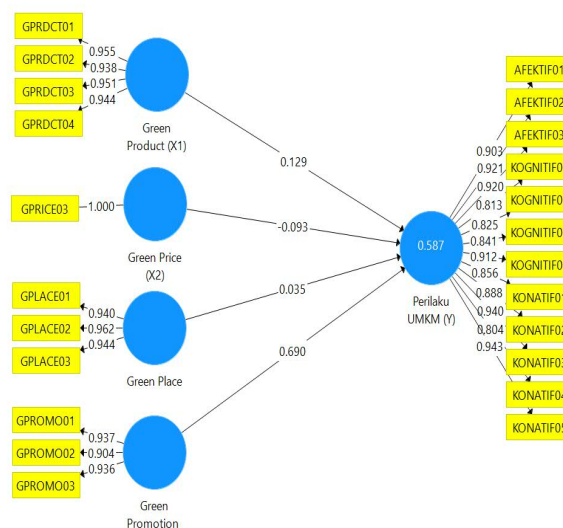 GPRDCT01
GPRDCT02
GPRDCT03
GPRDCT04
0.955
0.938
0.951
0.944
Green
Product (X1)
0.129
GPRICE03
1.000
Green Price
(X2)
-0.093
GPLACE01
GPLACE02
GPLACE03
0.940
0.962
0.944
Green Place
0.035
GPROMO01
GPROMO02
GPROMO03
0.937
0.904
0.936
Green
Promotion
0.690
0.587
Perilaku
UMKM (Y)
0.903
0.921
0.920
0.813
0.825
0.841
0.912
0.856
0.888
0.940
0.804
0.943
AFEKTIF01
AFEKTIF02
AFEKTIF03
KOGNITIF0
KOGNITIF0
KOGNITIF0
KOGNITIF0
KONATIF01
KONATIF02
KONATIF03
KONATIF04
KONATIF05